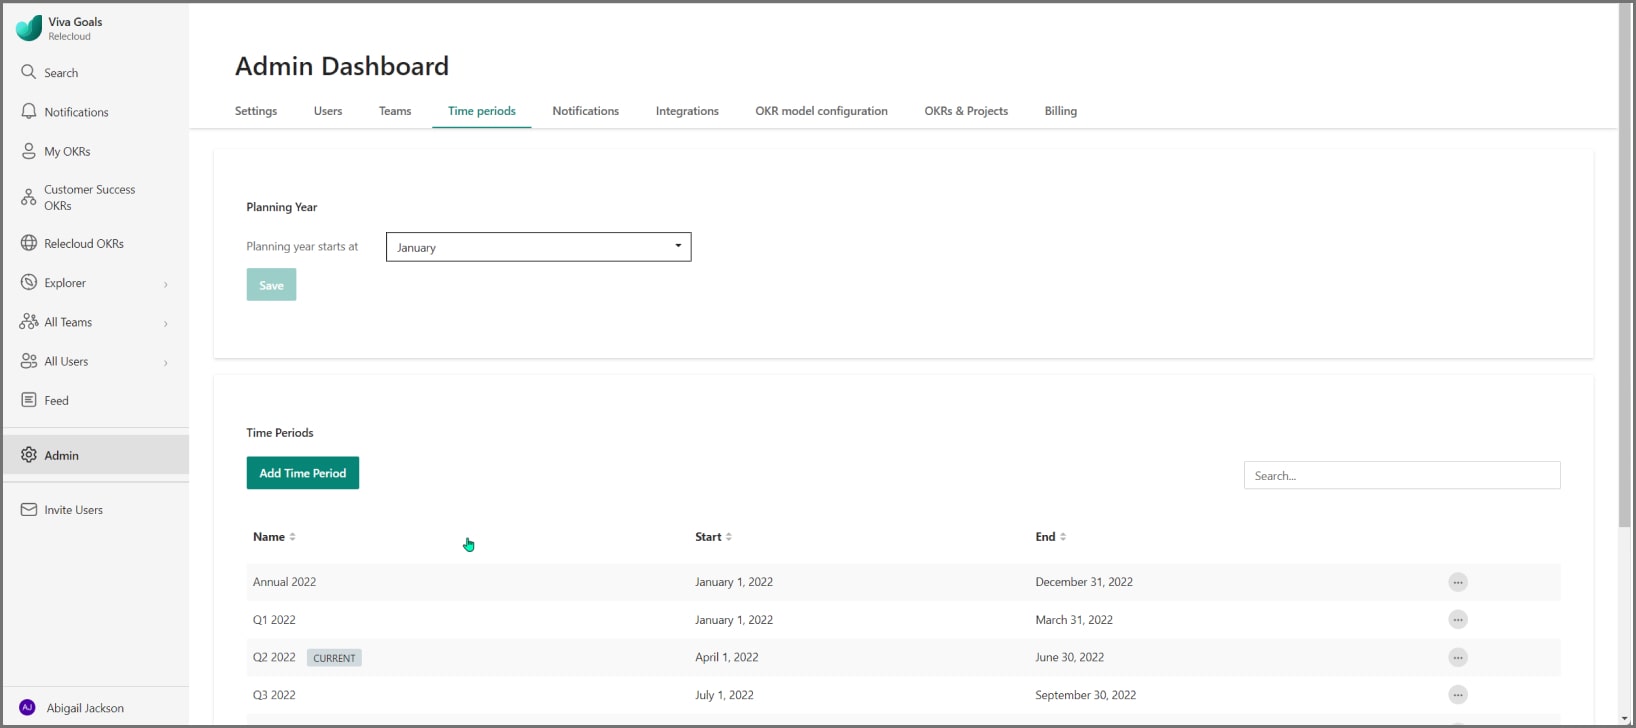 Viva Goals
Relecloud
Search
Notifications
My OKRs
Customer Success
OKRs
Relecloud OKRs
Explorer
All Teams
All Users
Feed
Admin
Invite Users
AJ Abigail Jackson
Admin Dashboard
Settings Users Teams Time periods Notifications Integrations OKR model configuration OKRs & Projects Billing
Planning Year
Planning year starts at January
Save
Time Periods
Add Time Period Search...
Name Start End
Annual 2022 January 1, 2022 December 31, 2022
Q1 2022 January 1, 2022 March 31, 2022
Q2 2022 CURRENT April 1, 2022 June 30, 2022
Q3 2022 July 1, 2022 September 30, 2022